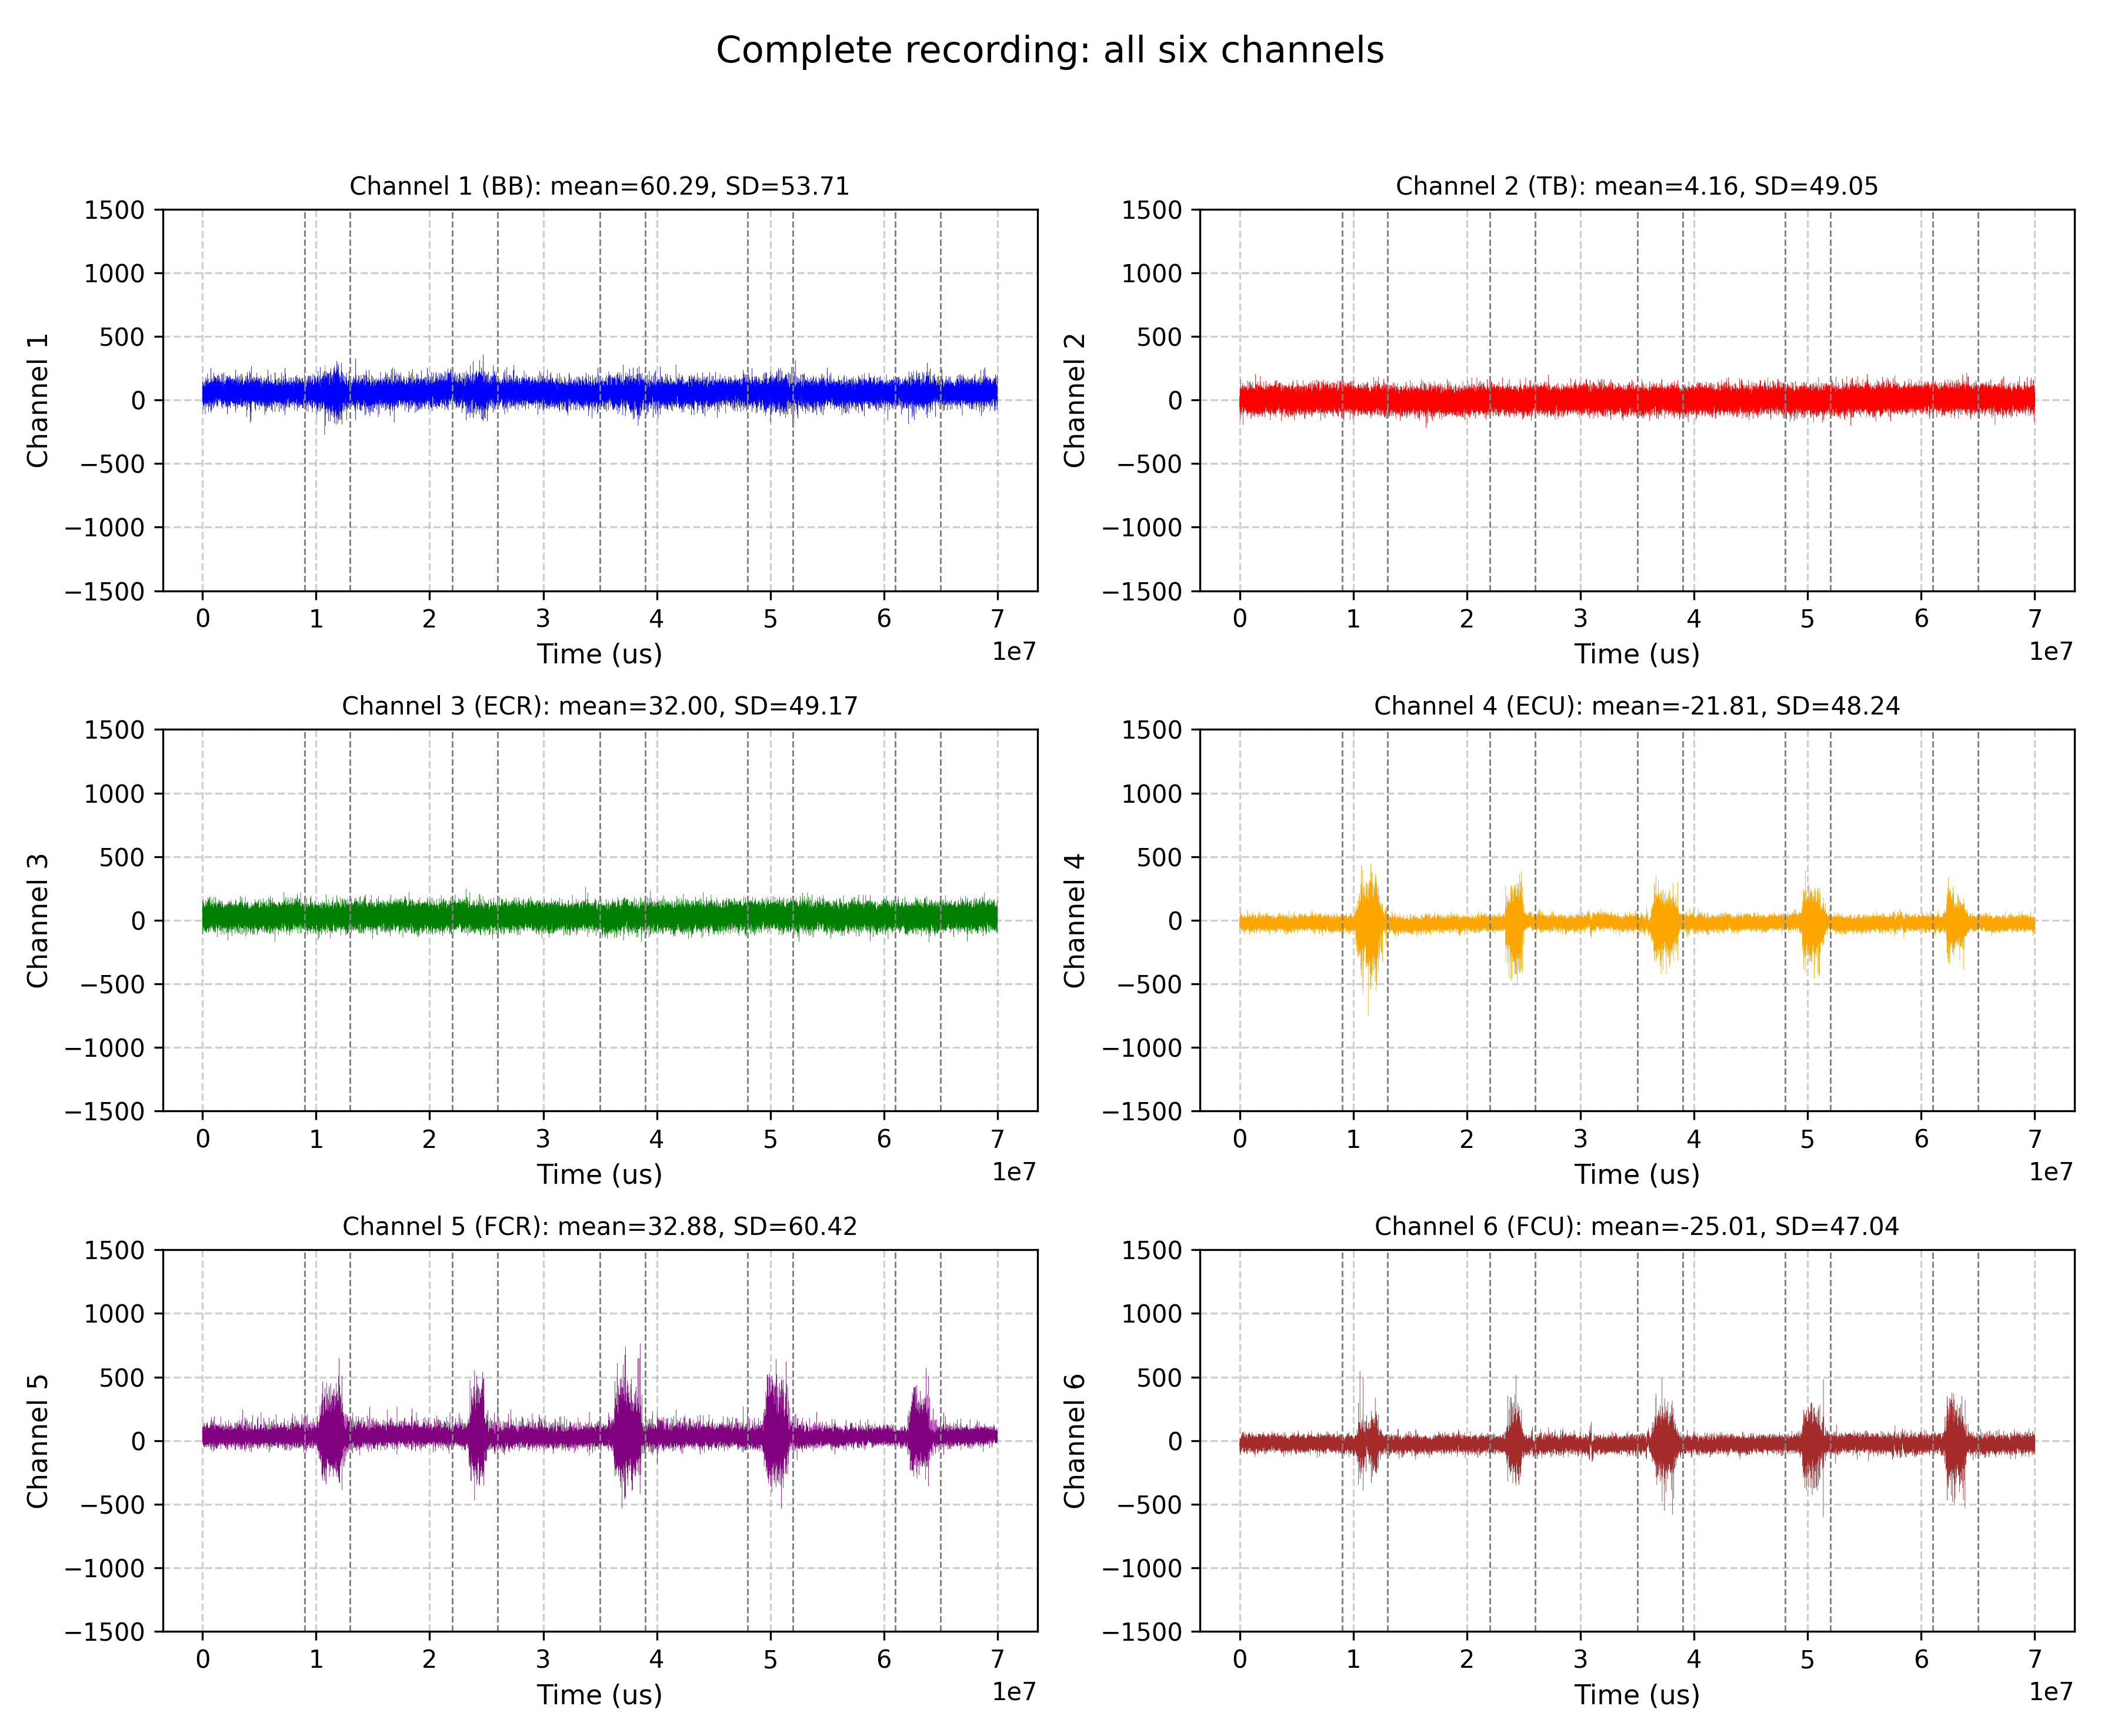 Complete recording: all six channels
Channel 1 (BB): mean=60.29, SD=53.71
1500
1000
500
0
−500
−1000
−1500
Channel 1
0 1 2 3 4 5 6 7
1e7
Time (us)
Channel 2 (TB): mean=4.16, SD=49.05
1500
1000
500
0
−500
−1000
−1500
Channel 2
0 1 2 3 4 5 6 7
1e7
Time (us)
Channel 3 (ECR): mean=32.00, SD=49.17
1500
1000
500
0
−500
−1000
−1500
Channel 3
0 1 2 3 4 5 6 7
1e7
Time (us)
Channel 4 (ECU): mean=-21.81, SD=48.24
1500
1000
500
0
−500
−1000
−1500
Channel 4
0 1 2 3 4 5 6 7
1e7
Time (us)
Channel 5 (FCR): mean=32.88, SD=60.42
1500
1000
500
0
−500
−1000
−1500
Channel 5
0 1 2 3 4 5 6 7
1e7
Time (us)
Channel 6 (FCU): mean=-25.01, SD=47.04
1500
1000
500
0
−500
−1000
−1500
Channel 6
0 1 2 3 4 5 6 7
1e7
Time (us)